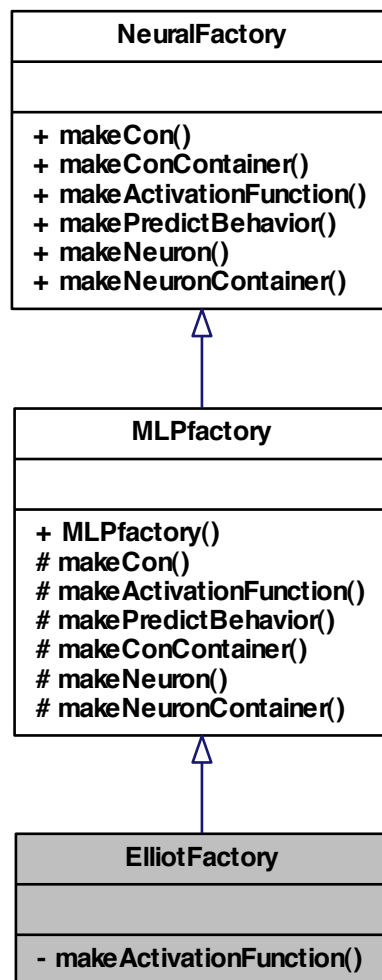 NeuralFactory
+ makeCon()
+ makeConContainer()
+ makeActivationFunction()
+ makePredictBehavior()
+ makeNeuron()
+ makeNeuronContainer()
MLPfactory
+ MLPfactory()
# makeCon()
# makeActivationFunction()
# makePredictBehavior()
# makeConContainer()
# makeNeuron()
# makeNeuronContainer()
ElliotFactory
- makeActivationFunction()